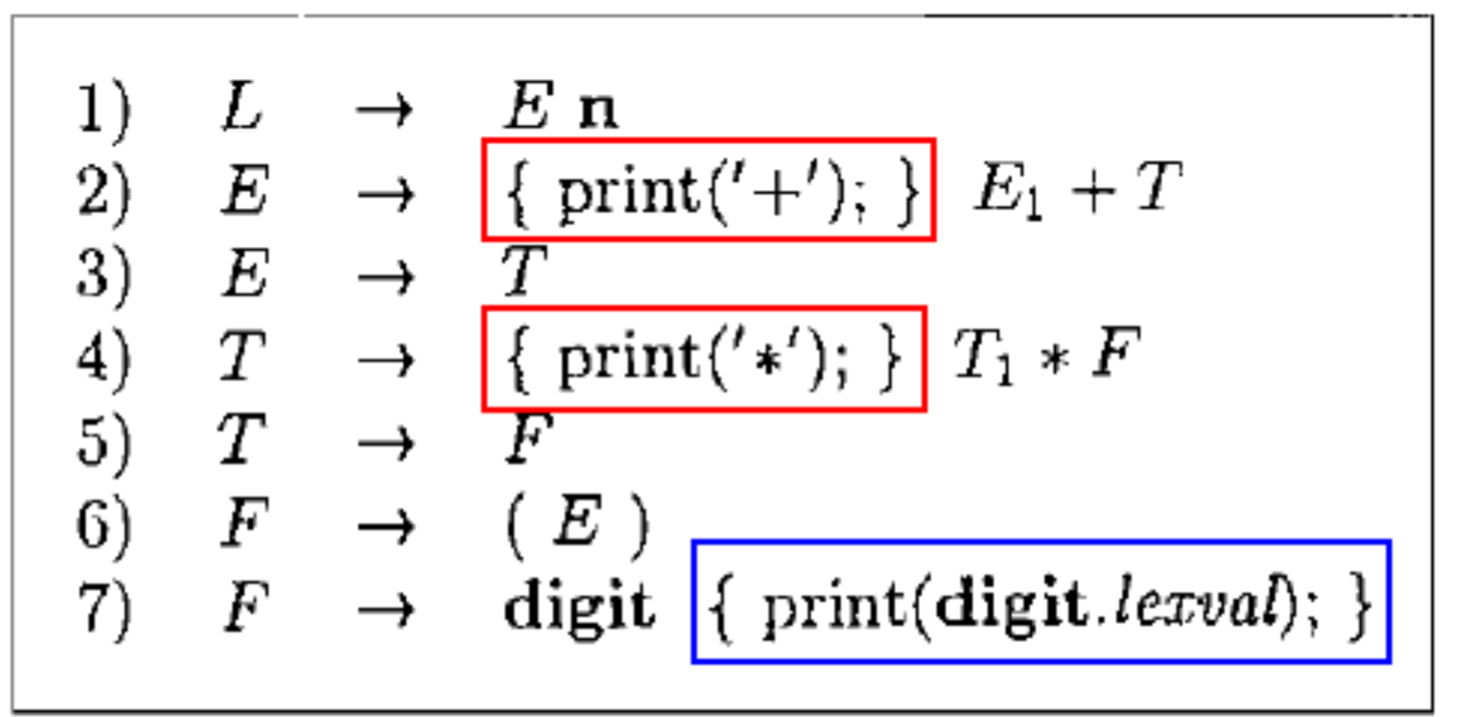 1) L → E n
2) E → { print('+'); } E₁ + T
3) E → T
4) T → { print('*'); } T₁ * F
5) T → F
6) F → ( E )
7) F → digit { print(digit.lexval); }